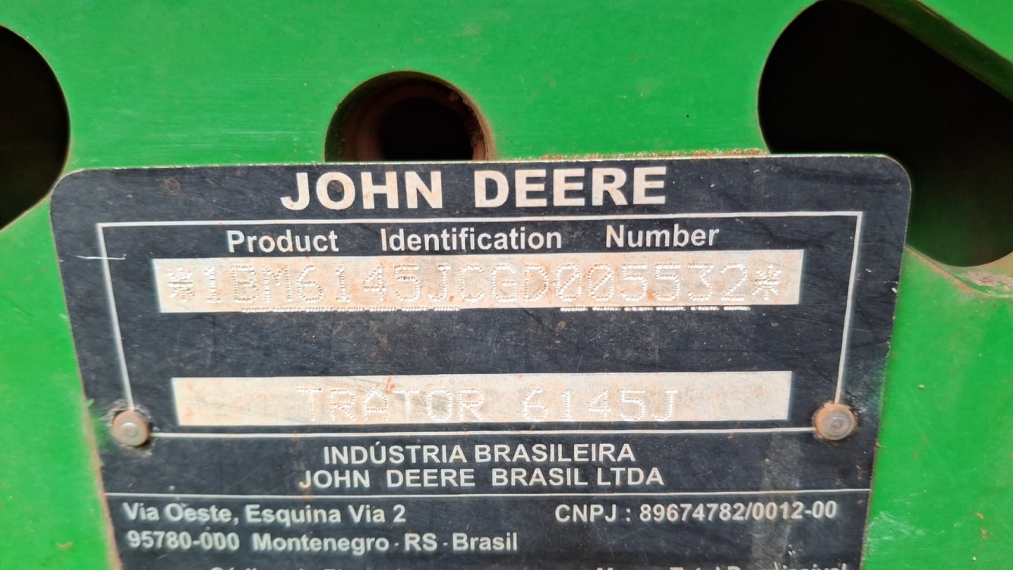 JOHN DEERE
Product Identification Number
*1BM6145JCGD005532*
TRATOR 6145J
INDÚSTRIA BRASILEIRA
JOHN DEERE BRASIL LTDA
Via Oeste, Esquina Via 2 CNPJ : 89674782/0012-00
95780-000 Montenegro - RS - Brasil